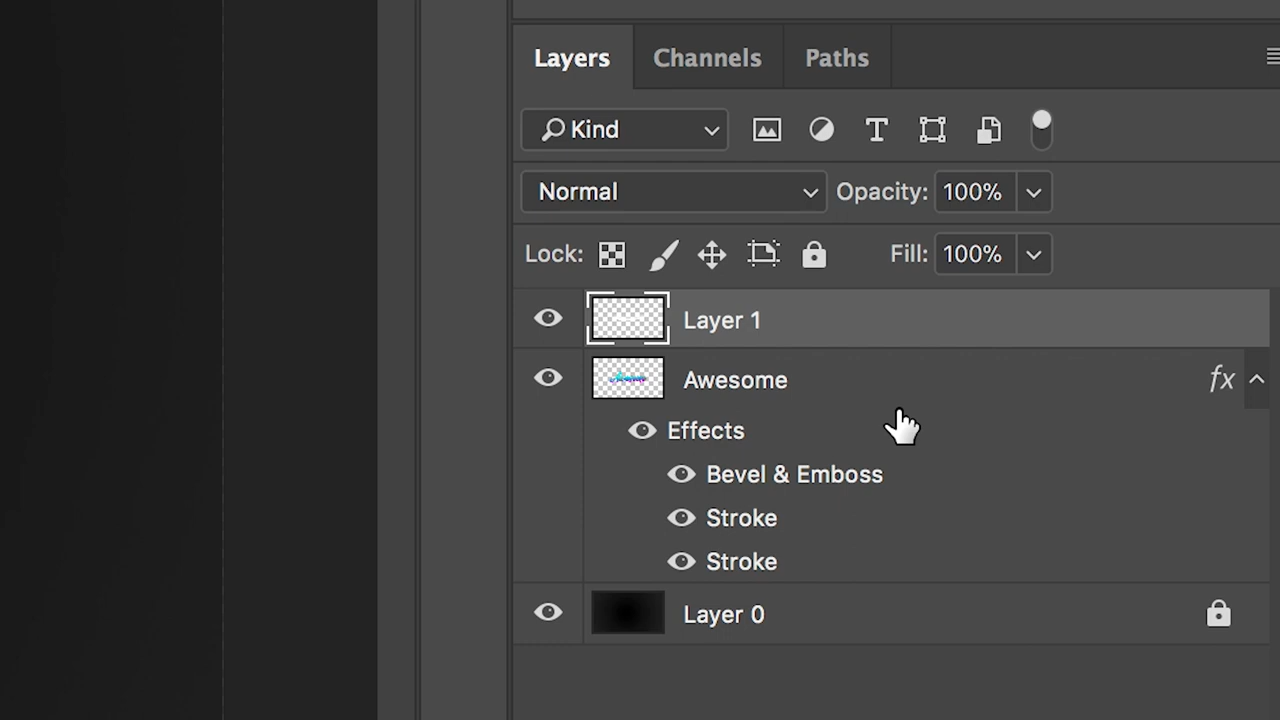 Layers Channels Paths
Kind T
Normal Opacity: 100%
Lock: Fill: 100%
Layer 1
Awesome fx
Effects
Bevel & Emboss
Stroke
Stroke
Layer 0